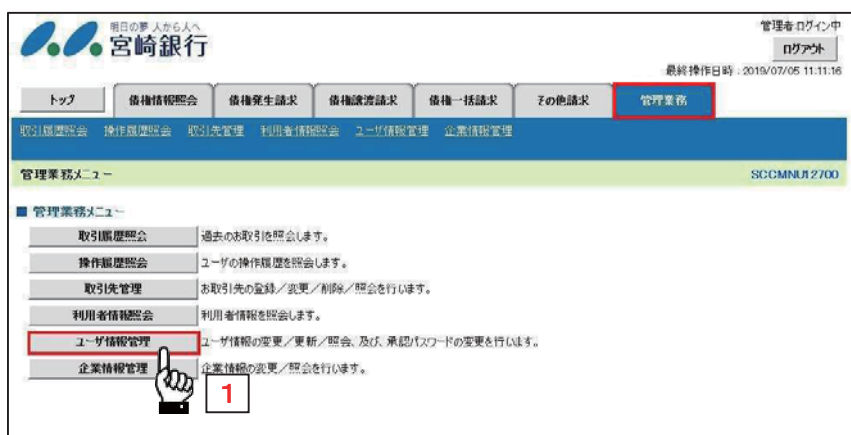 明日の夢 人から人へ
宮崎銀行
管理者:ログイン中
ログアウト
最終操作日時：2019/07/05 11:11:16
トップ 債権情報照会 債権発生請求 債権譲渡請求 債権一括請求 その他請求 管理業務
取引履歴照会 操作履歴照会 取引先管理 利用者情報照会 ユーザ情報管理 企業情報管理
管理業務メニュー SCCMNU12700
■ 管理業務メニュー
取引履歴照会 過去のお取引を照会します。
操作履歴照会 ユーザの操作履歴を照会します。
取引先管理 お取引先の登録／変更／削除／照会を行います。
利用者情報照会 利用者情報を照会します。
ユーザ情報管理 ユーザ情報の変更／更新／照会、及び、承認パスワードの変更を行います。
企業情報管理 企業情報の変更／照会を行います。
1